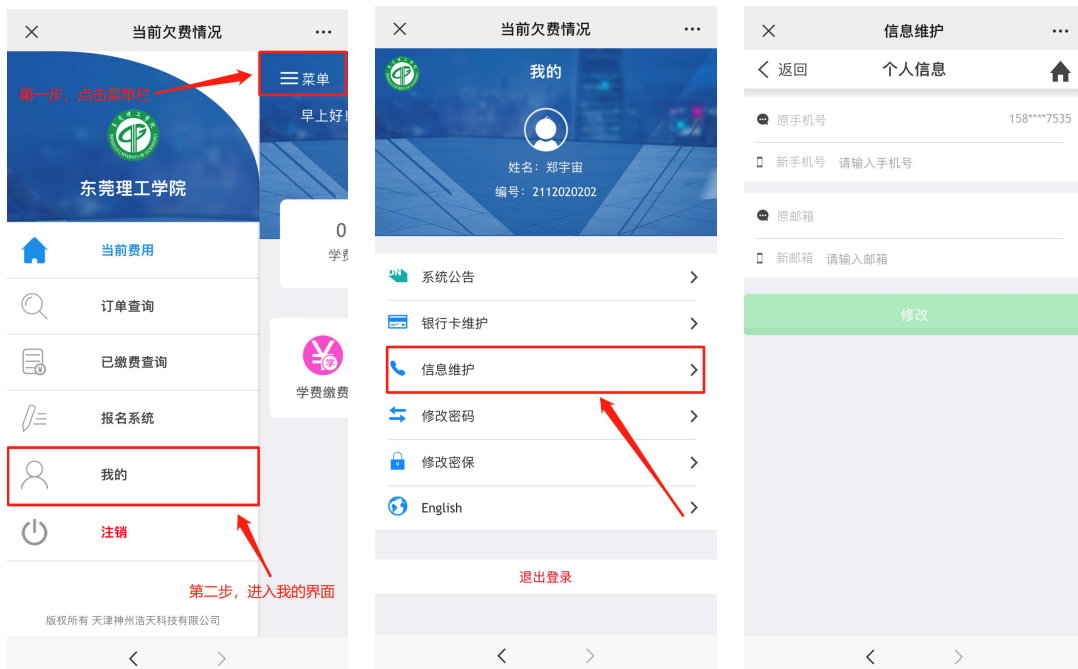 当前欠费情况
第一步，点击菜单栏
菜单
早上好!
东莞理工学院
0
学费
当前费用
订单查询
已缴费查询
学
学费缴费
报名系统
我的
注销
第二步，进入我的界面
版权所有 天津神州浩天科技有限公司
当前欠费情况
我的
姓名：郑宇宙
编号：2112020202
系统公告
银行卡维护
信息维护
修改密码
修改密保
English
退出登录
信息维护
返回
个人信息
原手机号 158****7535
新手机号 请输入手机号
原邮箱
新邮箱 请输入邮箱
修改